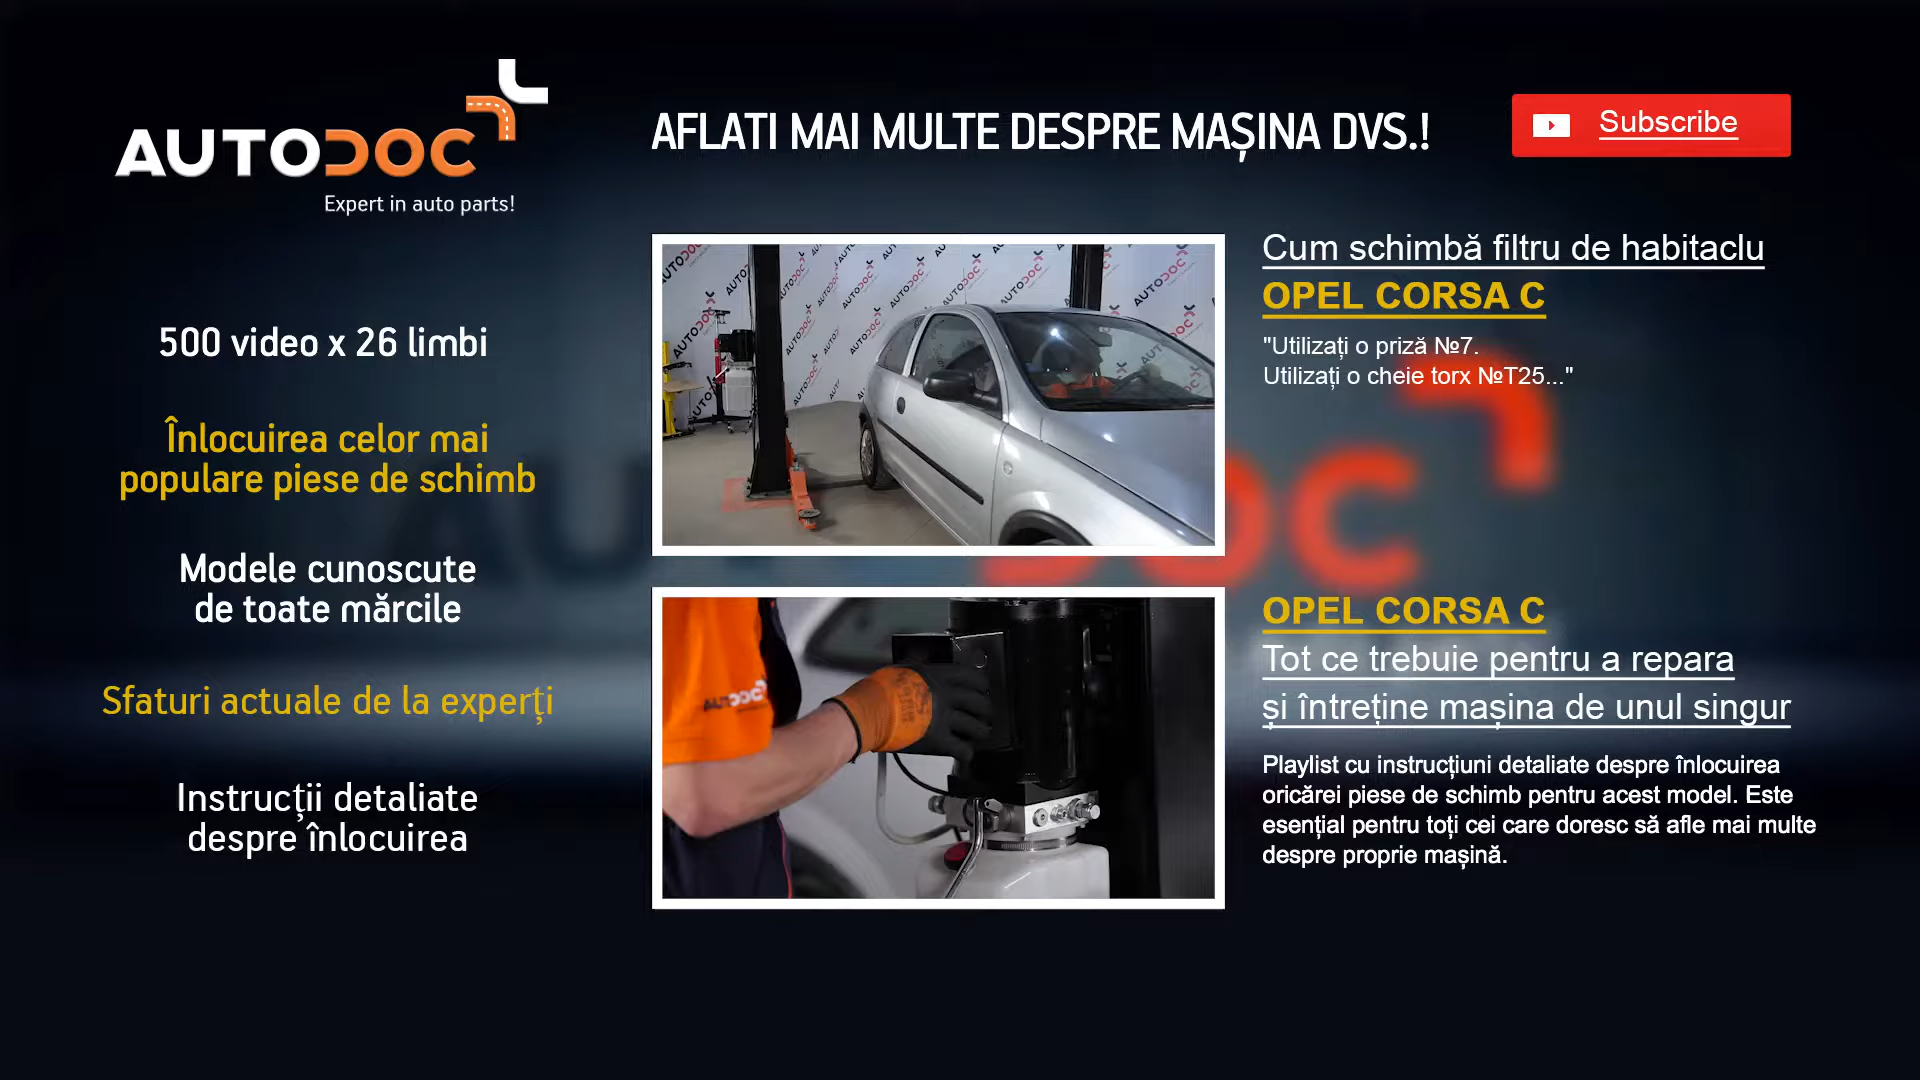 AUTODOC
Expert in auto parts!
AFLATI MAI MULTE DESPRE MAȘINA DVS.!
Subscribe
500 video x 26 limbi
Înlocuirea celor mai
populare piese de schimb
Modele cunoscute
de toate mărcile
Sfaturi actuale de la experți
Instrucții detaliate
despre înlocuirea
Cum schimbă filtru de habitaclu
OPEL CORSA C
"Utilizați o priză №7.
Utilizați o cheie torx №T25..."
OPEL CORSA C
Tot ce trebuie pentru a repara
și întreține mașina de unul singur
Playlist cu instrucțiuni detaliate despre înlocuirea
oricărei piese de schimb pentru acest model. Este
esențial pentru toți cei care doresc să afle mai multe
despre proprie mașină.